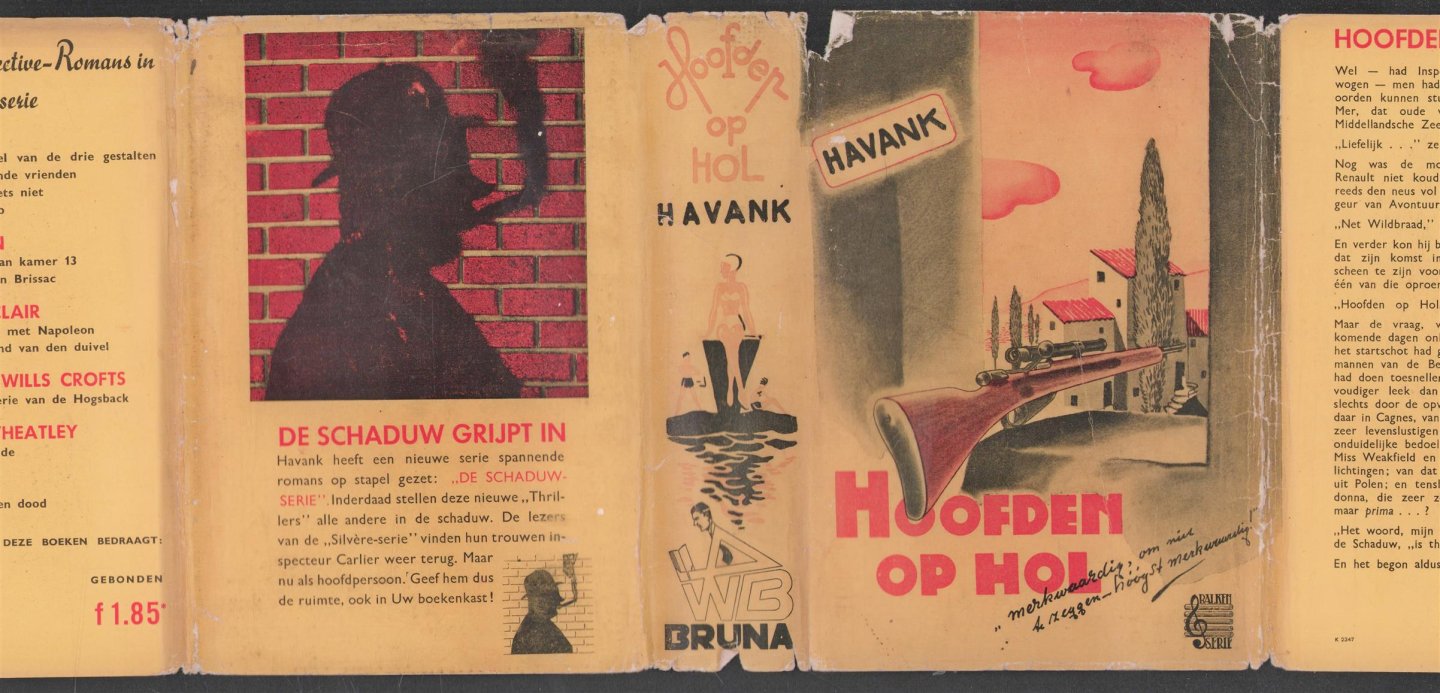 ective-Romans in
serie
el van de drie gestalten
nde vrienden
ets niet
an kamer 13
n Brissac
CLAIR
met Napoleon
nd van den duivel
WILLS CROFTS
erie van de Hogsback
HEATLEY
de
en dood
DEZE BOEKEN BEDRAAGT:
GEBONDEN
f 1.85*
DE SCHADUW GRIJPT IN
Havank heeft een nieuwe serie spannende
romans op stapel gezet: „DE SCHADUW-
SERIE". Inderdaad stellen deze nieuwe „Thril-
lers" alle andere in de schaduw. De lezers
van de „Silvère-serie" vinden hun trouwen in-
specteur Carlier weer terug. Maar
nu als hoofdpersoon. Geef hem dus
de ruimte, ook in Uw boekenkast!
Hoofden
op
HOL
HAVANK
AWB
BRUNA
HAVANK
HOOFDEN
OP HOL
„merkwaardig? om niet
te zeggen — hoogst merkwaardig!
BALKEN
SERIE
HOOFDE
Wel — had Insp
wogen — men had
oorden kunnen stu
Mer, dat oude v
Middellandsche Zee
„Liefelijk . . ." ze
Nog was de mo
Renault niet koud
reeds den neus vol
geur van Avontuur
„Net Wildbraad,"
En verder kon hij b
dat zijn komst in
scheen te zijn voor
één van die oproer
„Hoofden op Hol
Maar de vraag, v
komende dagen onl
het startschot had g
mannen van de Be
had doen toesneller
voudiger leek dan
slechts door de opv
daar in Cagnes, van
zeer levenslustigen
onduidelijke bedoel
Miss Weakfield en
lichtingen; van dat
uit Polen; en tensl
donna, die zeer z
maar prima . . . ?
„Het woord, mijn
de Schaduw, „is th
En het begon aldus
K 2347